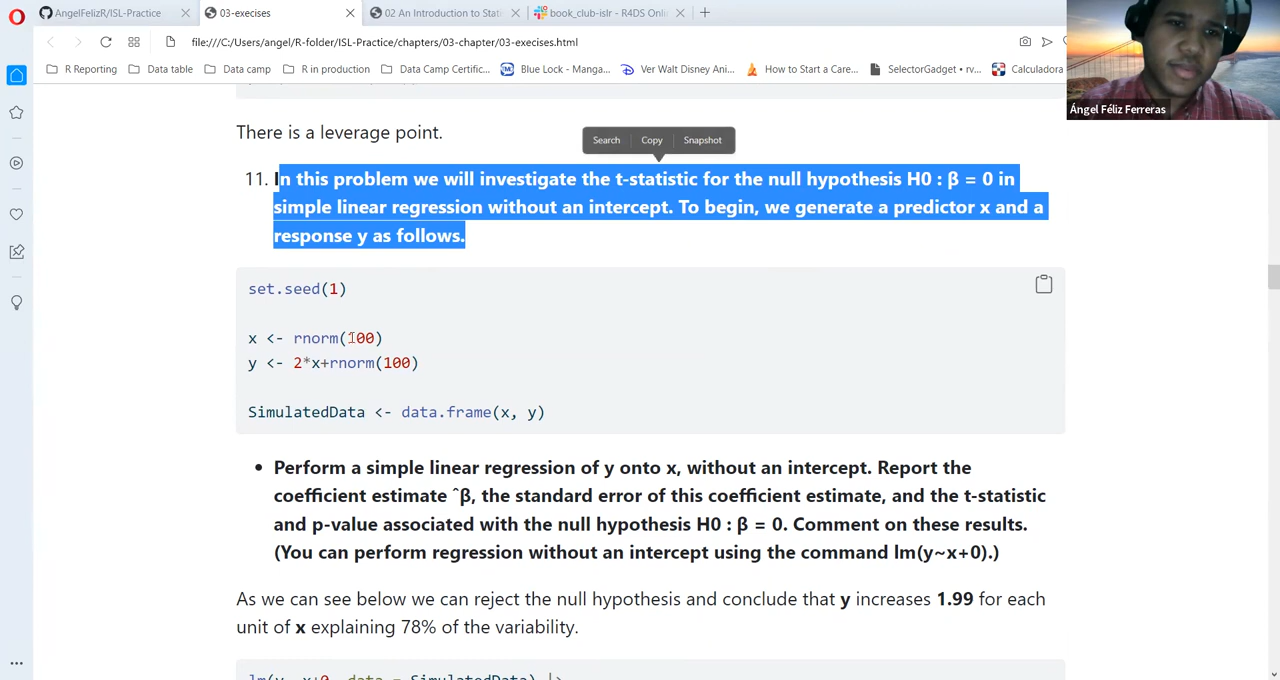 AngelFelizR/ISL-Practice
03-execises
02 An Introduction to Stat
book_club-islr - R4DS Onli
file:///C:/Users/angel/R-folder/ISL-Practice/chapters/03-chapter/03-execises.html
R Reporting
Data table
Data camp
R in production
Data Camp Certific...
Blue Lock - Manga...
Ver Walt Disney Ani...
How to Start a Care...
SelectorGadget • rv...
Calculadora
Ángel Féliz Ferreras
There is a leverage point.
Search Copy Snapshot
11. In this problem we will investigate the t-statistic for the null hypothesis H0 : β = 0 in
simple linear regression without an intercept. To begin, we generate a predictor x and a
response y as follows.
set.seed(1)
x <- rnorm(100)
y <- 2*x+rnorm(100)
SimulatedData <- data.frame(x, y)
• Perform a simple linear regression of y onto x, without an intercept. Report the
coefficient estimate ˆβ, the standard error of this coefficient estimate, and the t-statistic
and p-value associated with the null hypothesis H0 : β = 0. Comment on these results.
(You can perform regression without an intercept using the command lm(y~x+0).)
As we can see below we can reject the null hypothesis and conclude that y increases 1.99 for each
unit of x explaining 78% of the variability.
lm(y~x+0, data = SimulatedData) |>